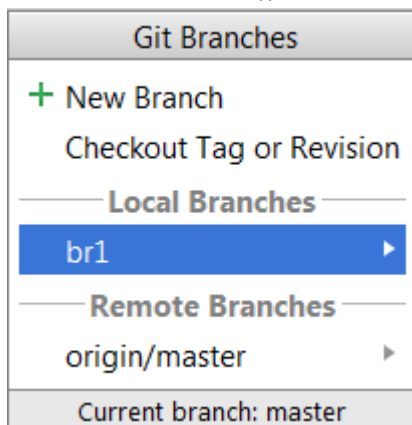 Git Branches
+ New Branch
Checkout Tag or Revision
Local Branches
br1
Remote Branches
origin/master
Current branch: master